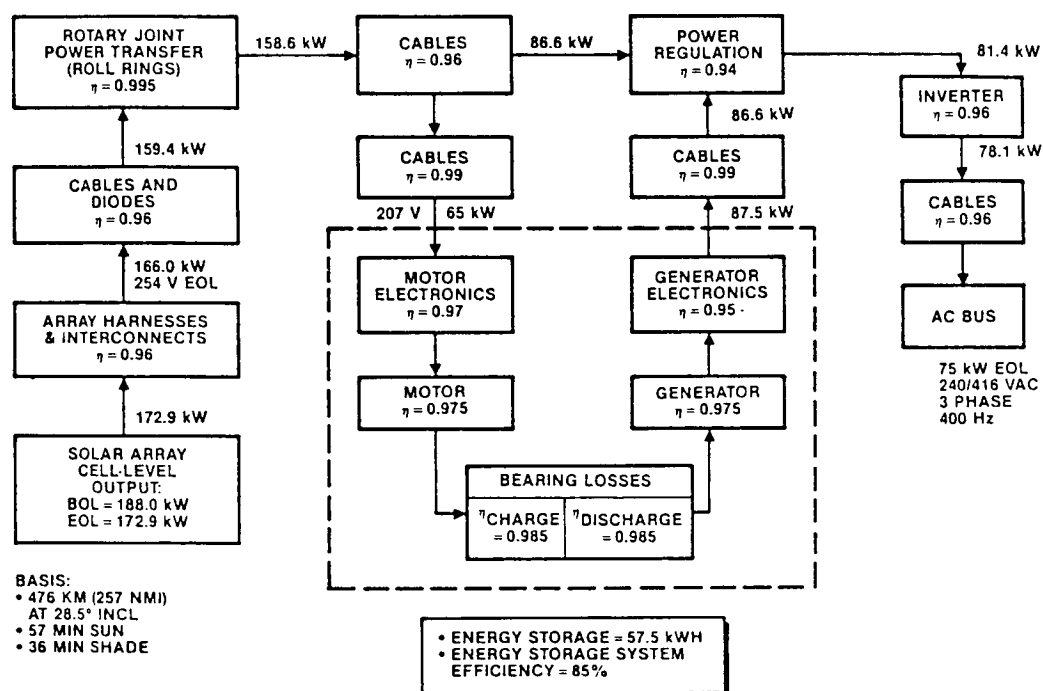 ROTARY JOINT
POWER TRANSFER
(ROLL RINGS)
η = 0.995
158.6 kW
CABLES
η = 0.96
86.6 kW
POWER
REGULATION
η = 0.94
81.4 kW
INVERTER
η = 0.96
78.1 kW
CABLES
η = 0.96
AC BUS
75 kW EOL
240/416 VAC
3 PHASE
400 Hz
159.4 kW
CABLES AND
DIODES
η = 0.96
166.0 kW
254 V EOL
ARRAY HARNESSES
& INTERCONNECTS
η = 0.96
172.9 kW
SOLAR ARRAY
CELL-LEVEL
OUTPUT:
BOL = 188.0 kW
EOL = 172.9 kW
CABLES
η = 0.99
207 V 65 kW
MOTOR
ELECTRONICS
η = 0.97
MOTOR
η = 0.975
BEARING LOSSES
ηCHARGE
= 0.985
ηDISCHARGE
= 0.985
GENERATOR
η = 0.975
GENERATOR
ELECTRONICS
η = 0.95
87.5 kW
CABLES
η = 0.99
86.6 kW
BASIS:
• 476 KM (257 NMI)
AT 28.5° INCL
• 57 MIN SUN
• 36 MIN SHADE
• ENERGY STORAGE = 57.5 kWH
• ENERGY STORAGE SYSTEM
EFFICIENCY = 85%